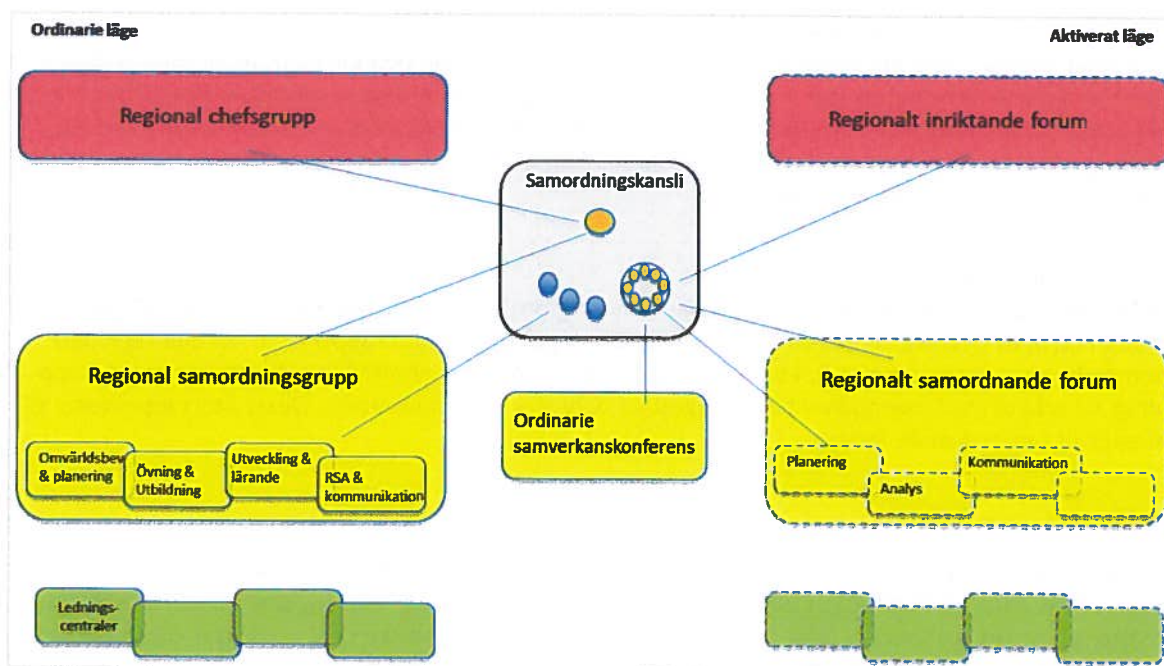 Ordinarie läge
Aktiverat läge
Regional chefsgrupp
Regionalt inriktande forum
Samordningskansli
Regional samordningsgrupp
Regionalt samordnande forum
Ordinarie
samverkanskonferens
Omvärldsbev
& planering
Övning &
Utbildning
Utveckling &
lärande
RSA &
kommunikation
Planering
Analys
Kommunikation
Lednings-
centraler